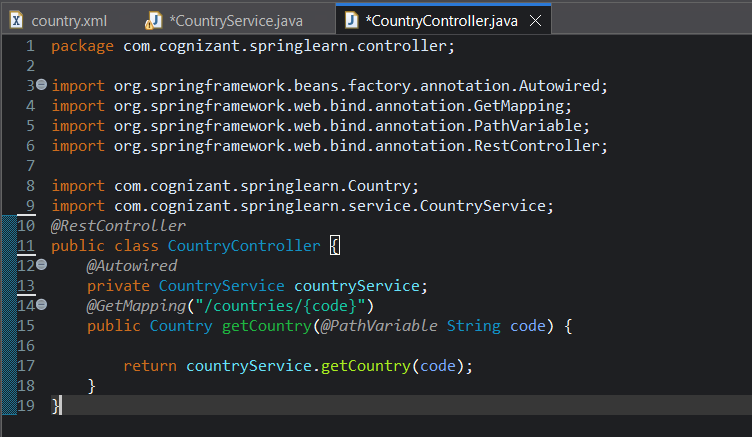 country.xml *CountryService.java *CountryController.java
1 package com.cognizant.springlearn.controller;
2
3 import org.springframework.beans.factory.annotation.Autowired;
4 import org.springframework.web.bind.annotation.GetMapping;
5 import org.springframework.web.bind.annotation.PathVariable;
6 import org.springframework.web.bind.annotation.RestController;
7
8 import com.cognizant.springlearn.Country;
9 import com.cognizant.springlearn.service.CountryService;
10 @RestController
11 public class CountryController {
12     @Autowired
13     private CountryService countryService;
14     @GetMapping("/countries/{code}")
15     public Country getCountry(@PathVariable String code) {
16
17         return countryService.getCountry(code);
18     }
19 }